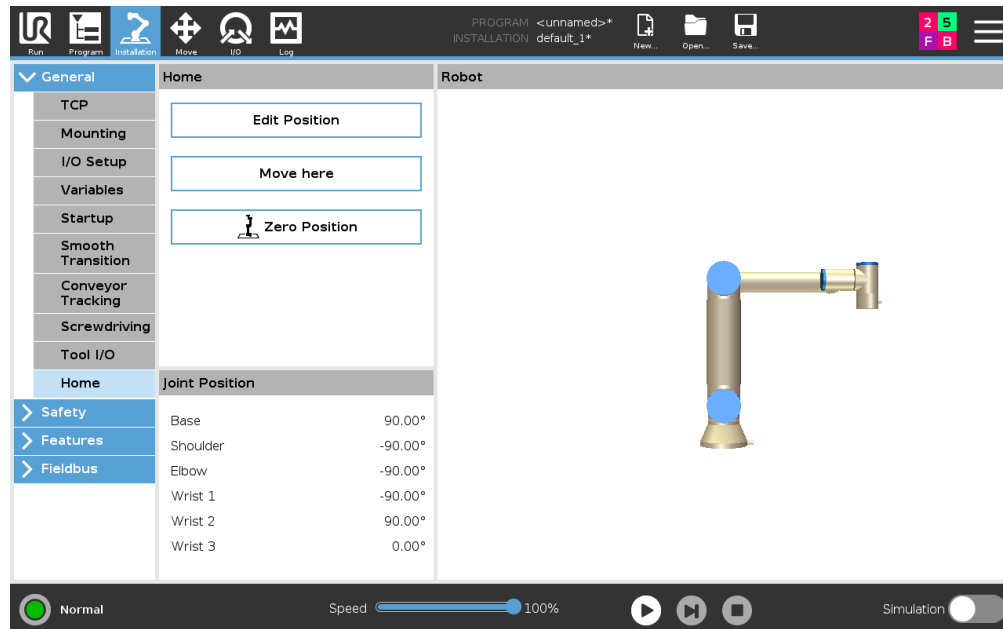 PROGRAM <unnamed>*
INSTALLATION default_1*
Run
Program
Installation
Move
I/O
Log
New...
Open...
Save...
2 5
F B
General
TCP
Mounting
I/O Setup
Variables
Startup
Smooth
Transition
Conveyor
Tracking
Screwdriving
Tool I/O
Home
Safety
Features
Fieldbus
Home
Edit Position
Move here
Zero Position
Joint Position
Base 90.00°
Shoulder -90.00°
Elbow -90.00°
Wrist 1 -90.00°
Wrist 2 90.00°
Wrist 3 0.00°
Robot
Normal
Speed 100%
Simulation